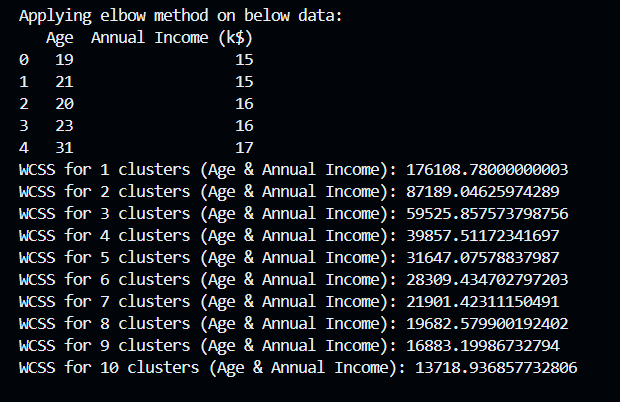 Applying elbow method on below data:
Age Annual Income (k$)
0 19 15
1 21 15
2 20 16
3 23 16
4 31 17
WCSS for 1 clusters (Age & Annual Income): 176108.78000000003
WCSS for 2 clusters (Age & Annual Income): 87189.04625974289
WCSS for 3 clusters (Age & Annual Income): 59525.857573798756
WCSS for 4 clusters (Age & Annual Income): 39857.51172341697
WCSS for 5 clusters (Age & Annual Income): 31647.07578837987
WCSS for 6 clusters (Age & Annual Income): 28309.434702797203
WCSS for 7 clusters (Age & Annual Income): 21901.42311150491
WCSS for 8 clusters (Age & Annual Income): 19682.579900192402
WCSS for 9 clusters (Age & Annual Income): 16883.19986732794
WCSS for 10 clusters (Age & Annual Income): 13718.936857732806